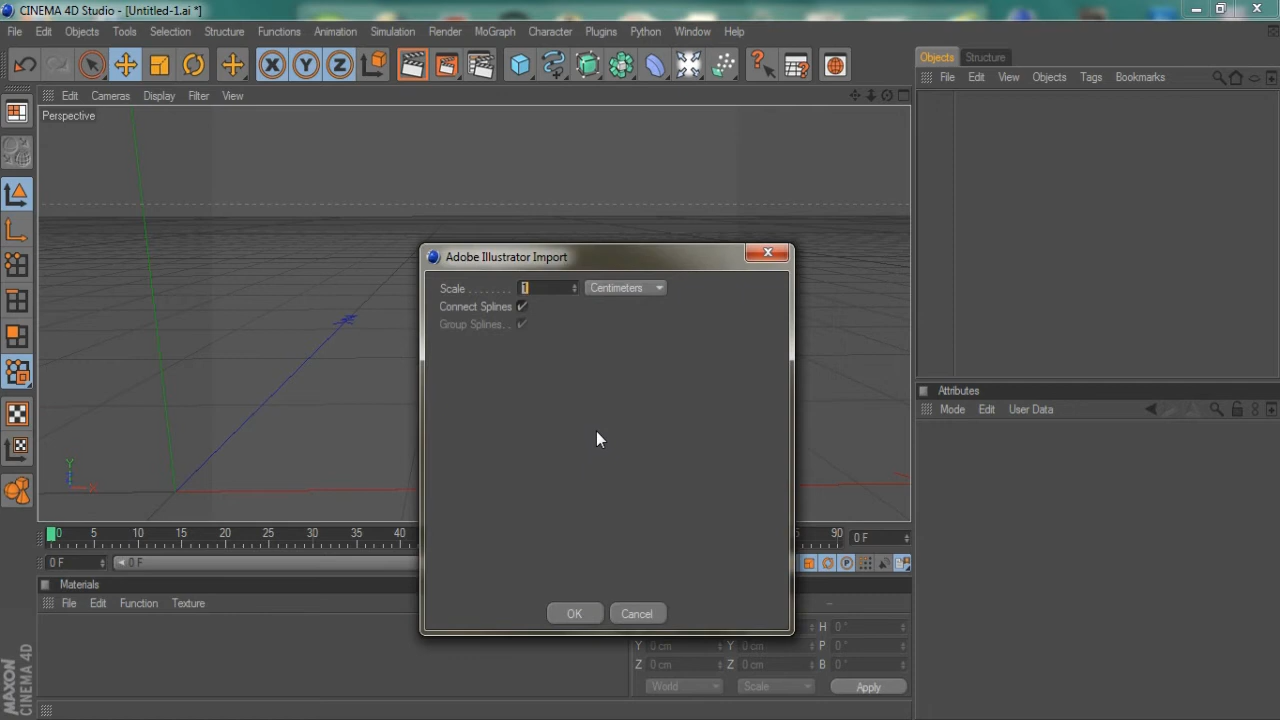 CINEMA 4D Studio - [Untitled-1.ai *]
File Edit Objects Tools Selection Structure Functions Animation Simulation Render MoGraph Character Plugins Python Window Help
Objects Structure
File Edit View Objects Tags Bookmarks
Edit Cameras Display Filter View
Perspective
Adobe Illustrator Import
Scale . . . . . . . . 1 Centimeters
Connect Splines
Group Splines. .
OK Cancel
Y
X
Attributes
Mode Edit User Data
0 5 10 15 20 25 30 35 40 90 0 F
0 F 0 F
Materials
File Edit Function Texture
H 0 °
Y 0 cm Y 0 cm P 0 °
Z 0 cm Z 0 cm B 0 °
World Scale Apply
MAXON
CINEMA 4D